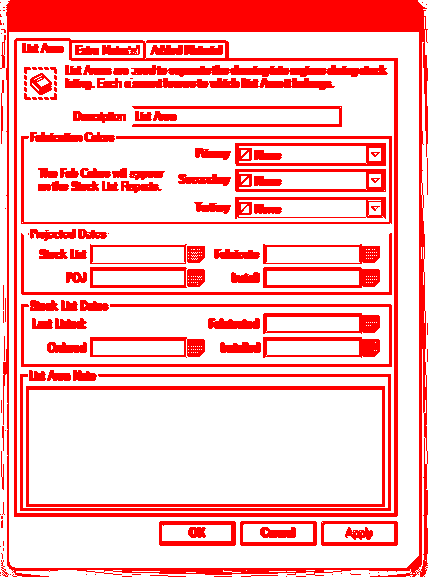 List Area Extra Material Added Material
List Areas are used to separate the drawing into regions during stock
listing. Each element knows to which List Area it belongs.
Description List Area
Fabrication Colors
Primary None
The Fab Colors will appear
on the Stock List Reports.
Secondary None
Tertiary None
Projected Dates
Stock List Fabricate
FOJ Install
Stock List Dates
Last Listed: Fabricated
Ordered Installed
List Area Note
OK Cancel Apply